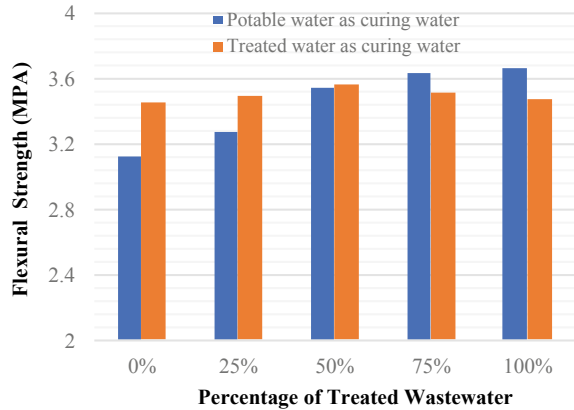 Potable water as curing water
Treated water as curing water
Flexural Strength (MPA)
4
3.6
3.2
2.8
2.4
2
0% 25% 50% 75% 100%
Percentage of Treated Wastewater